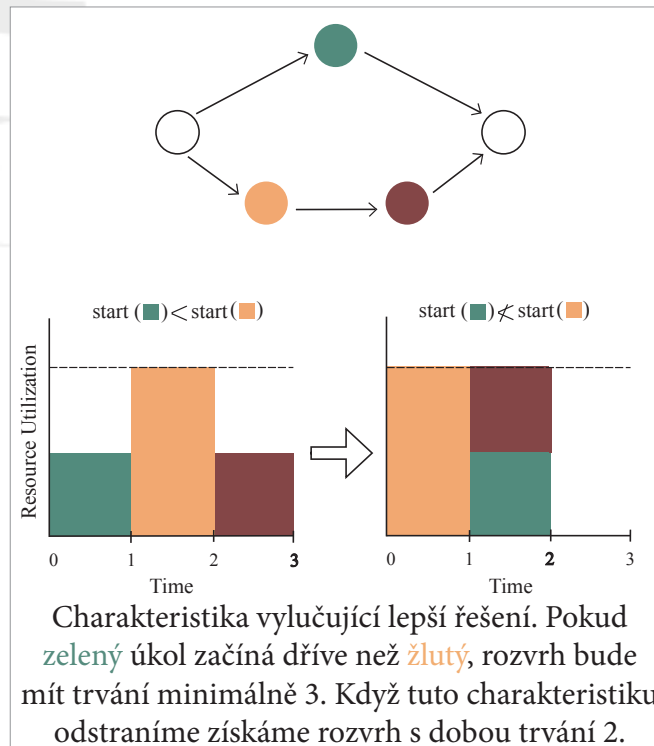 start (■) < start(■)
start (■) ≮ start(■)
Resource Utilization
0 1 2 3
Time
0 1 2 3
Time
Charakteristika vylučující lepší řešení. Pokud
zelený úkol začíná dříve než žlutý, rozvrh bude
mít trvání minimálně 3. Když tuto charakteristiku
odstraníme získáme rozvrh s dobou trvání 2.